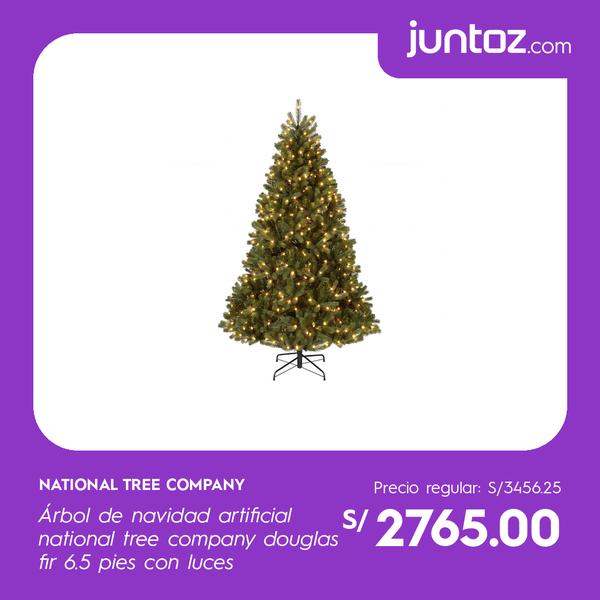 juntoz.com
NATIONAL TREE COMPANY
Árbol de navidad artificial
national tree company douglas
fir 6.5 pies con luces
Precio regular: S/3456.25
S/ 2765.00